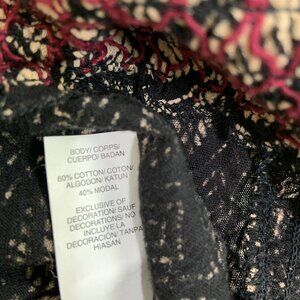 BODY/ CORPS/
CUERPO/ BADAN
60% COTTON/ COTON/
ALGODON/ KATUN
40% MODAL
EXCLUSIVE OF
DECORATION/ SAUF
DECORATIONS/ NO
INCLUYE LA
DECORACIÓN/ TANPA
HIASAN